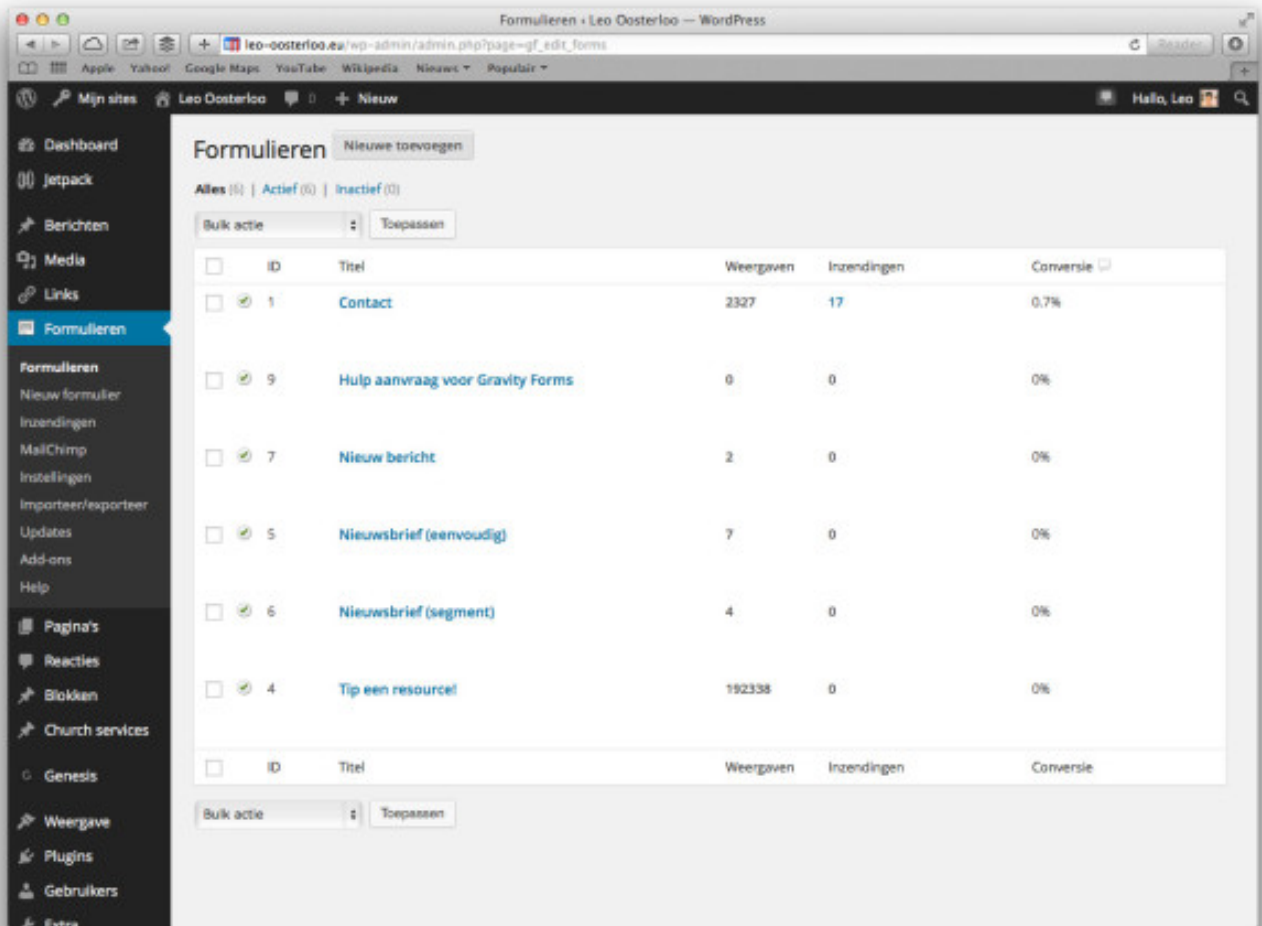 Formulieren ‹ Leo Oosterloo — WordPress
leo-oosterloo.eu/wp-admin/admin.php?page=gf_edit_forms
Reader
Apple Yahoo! Google Maps YouTube Wikipedia Nieuws Populair
Mijn sites Leo Oosterloo 0 Nieuw Hallo, Leo
Dashboard
Jetpack
Berichten
Media
Links
Formulieren
Formulieren
Nieuw formulier
Inzendingen
MailChimp
Instellingen
Importeer/exporteer
Updates
Add-ons
Help
Pagina's
Reacties
Blokken
Church services
Genesis
Weergave
Plugins
Gebruikers
Extra
Formulieren Nieuwe toevoegen
Alles (6) | Actief (6) | Inactief (0)
Bulk actie Toepassen
ID Titel Weergaven Inzendingen Conversie
1 Contact 2327 17 0.7%
9 Hulp aanvraag voor Gravity Forms 0 0 0%
7 Nieuw bericht 2 0 0%
5 Nieuwsbrief (eenvoudig) 7 0 0%
6 Nieuwsbrief (segment) 4 0 0%
4 Tip een resource! 192338 0 0%
ID Titel Weergaven Inzendingen Conversie
Bulk actie Toepassen